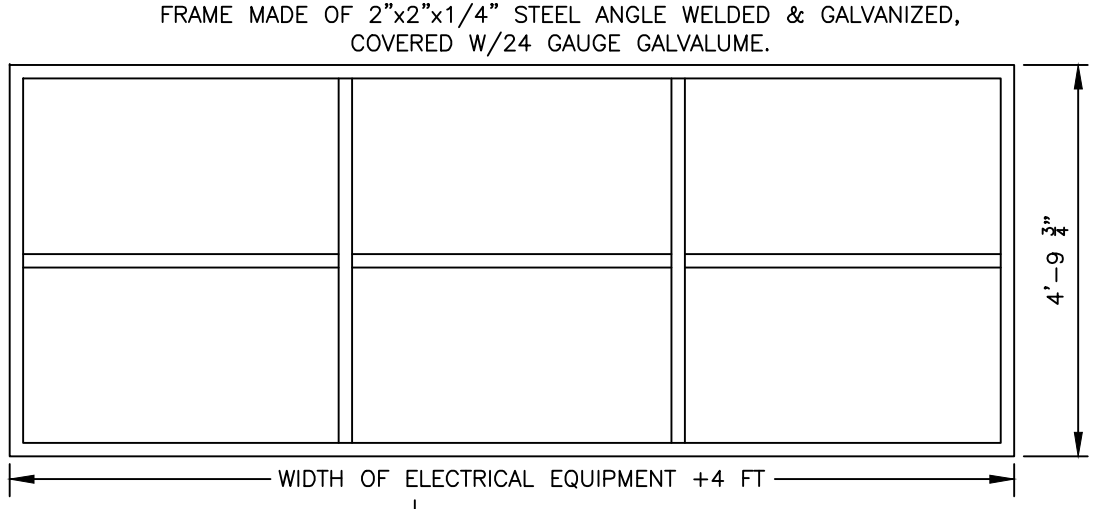 FRAME MADE OF 2”x2”x1/4” STEEL ANGLE WELDED & GALVANIZED,
COVERED W/24 GAUGE GALVALUME.
4'-9 3/4”
WIDTH OF ELECTRICAL EQUIPMENT +4 FT